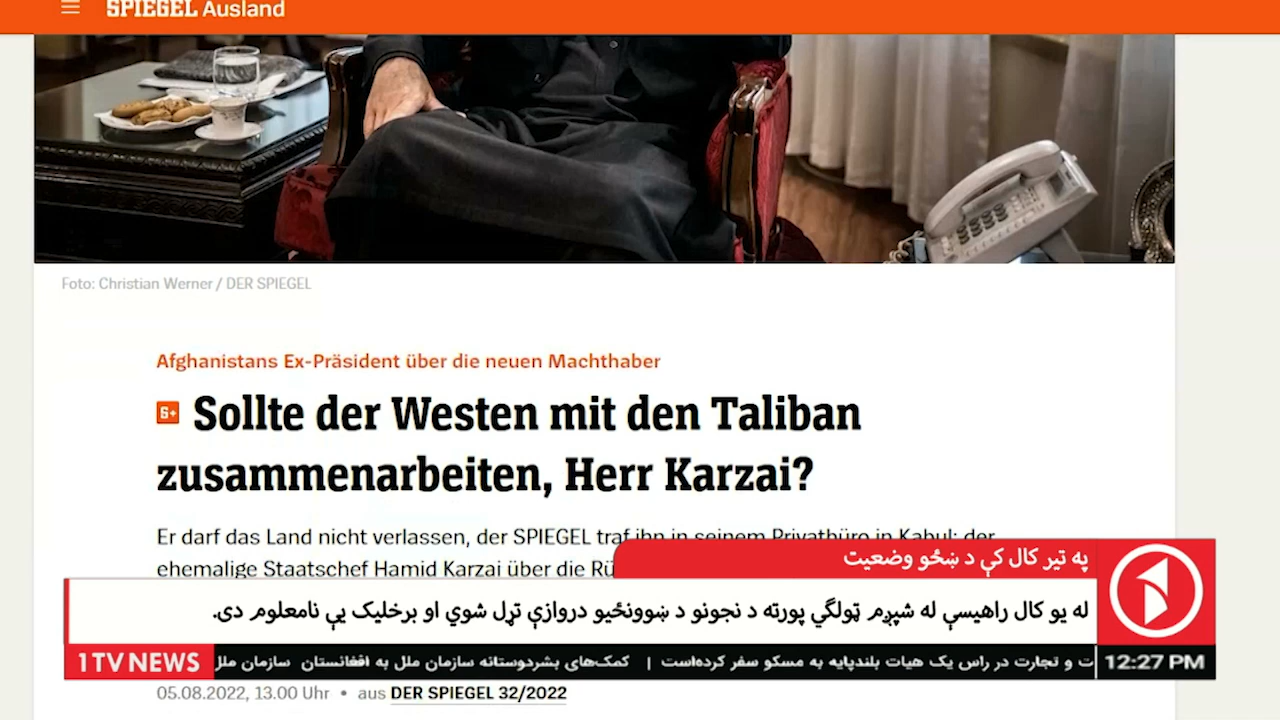 SPIEGEL Ausland
Foto: Christian Werner / DER SPIEGEL
Afghanistans Ex-Präsident über die neuen Machthaber
S+ Sollte der Westen mit den Taliban
zusammenarbeiten, Herr Karzai?
Er darf das Land nicht verlassen, der SPIEGEL traf ihn in seinem Privatbüro in Kabul: der
ehemalige Staatschef Hamid Karzai über die
په تیر کال کې د ښځو وضعیت
له یو کال راهیسې له شپږم ټولګي پورته د نجونو د ښوونځیو دروازې تړل شوي او برخلیک یې نامعلوم دی.
1TV NEWS
ت و تجارت در راس یک هیات بلندپایه به مسکو سفر کرده‌است | کمک‌های بشردوستانه سازمان ملل به افغانستان سازمان ملل
12:27 PM
05.08.2022, 13.00 Uhr • aus DER SPIEGEL 32/2022